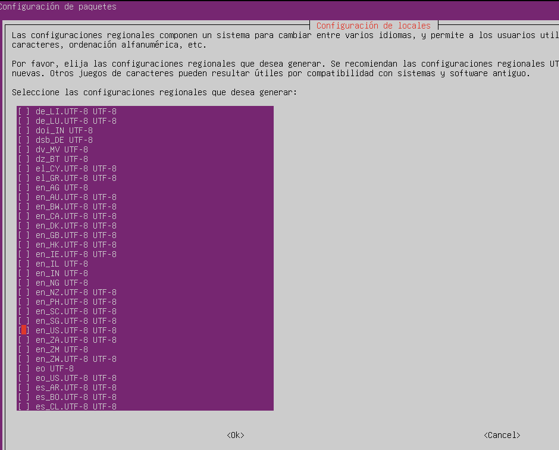 Configuración de paquetes
Configuración de locales
Las configuraciones regionales componen un sistema para cambiar entre varios idiomas, y permite a los usuarios util
caracteres, ordenación alfanumérica, etc.
Por favor, elija las configuraciones regionales que desea generar. Se recomiendan las configuraciones regionales UT
nuevas. Otros juegos de caracteres pueden resultar útiles por compatibilidad con sistemas y software antiguo.
Seleccione las configuraciones regionales que desea generar:
[ ] de_LI.UTF-8 UTF-8
[ ] de_LU.UTF-8 UTF-8
[ ] doi_IN UTF-8
[ ] dsb_DE UTF-8
[ ] dv_MV UTF-8
[ ] dz_BT UTF-8
[ ] el_CY.UTF-8 UTF-8
[ ] el_GR.UTF-8 UTF-8
[ ] en_AG UTF-8
[ ] en_AU.UTF-8 UTF-8
[ ] en_BW.UTF-8 UTF-8
[ ] en_CA.UTF-8 UTF-8
[ ] en_DK.UTF-8 UTF-8
[ ] en_GB.UTF-8 UTF-8
[ ] en_HK.UTF-8 UTF-8
[ ] en_IE.UTF-8 UTF-8
[ ] en_IL UTF-8
[ ] en_IN UTF-8
[ ] en_NG UTF-8
[ ] en_NZ.UTF-8 UTF-8
[ ] en_PH.UTF-8 UTF-8
[ ] en_SC.UTF-8 UTF-8
[ ] en_SG.UTF-8 UTF-8
[ ] en_US.UTF-8 UTF-8
[ ] en_ZA.UTF-8 UTF-8
[ ] en_ZM UTF-8
[ ] en_ZW.UTF-8 UTF-8
[ ] eo UTF-8
[ ] eo_US.UTF-8 UTF-8
[ ] es_AR.UTF-8 UTF-8
[ ] es_BO.UTF-8 UTF-8
[ ] es_CL.UTF-8 UTF-8
<Ok> <Cancel>